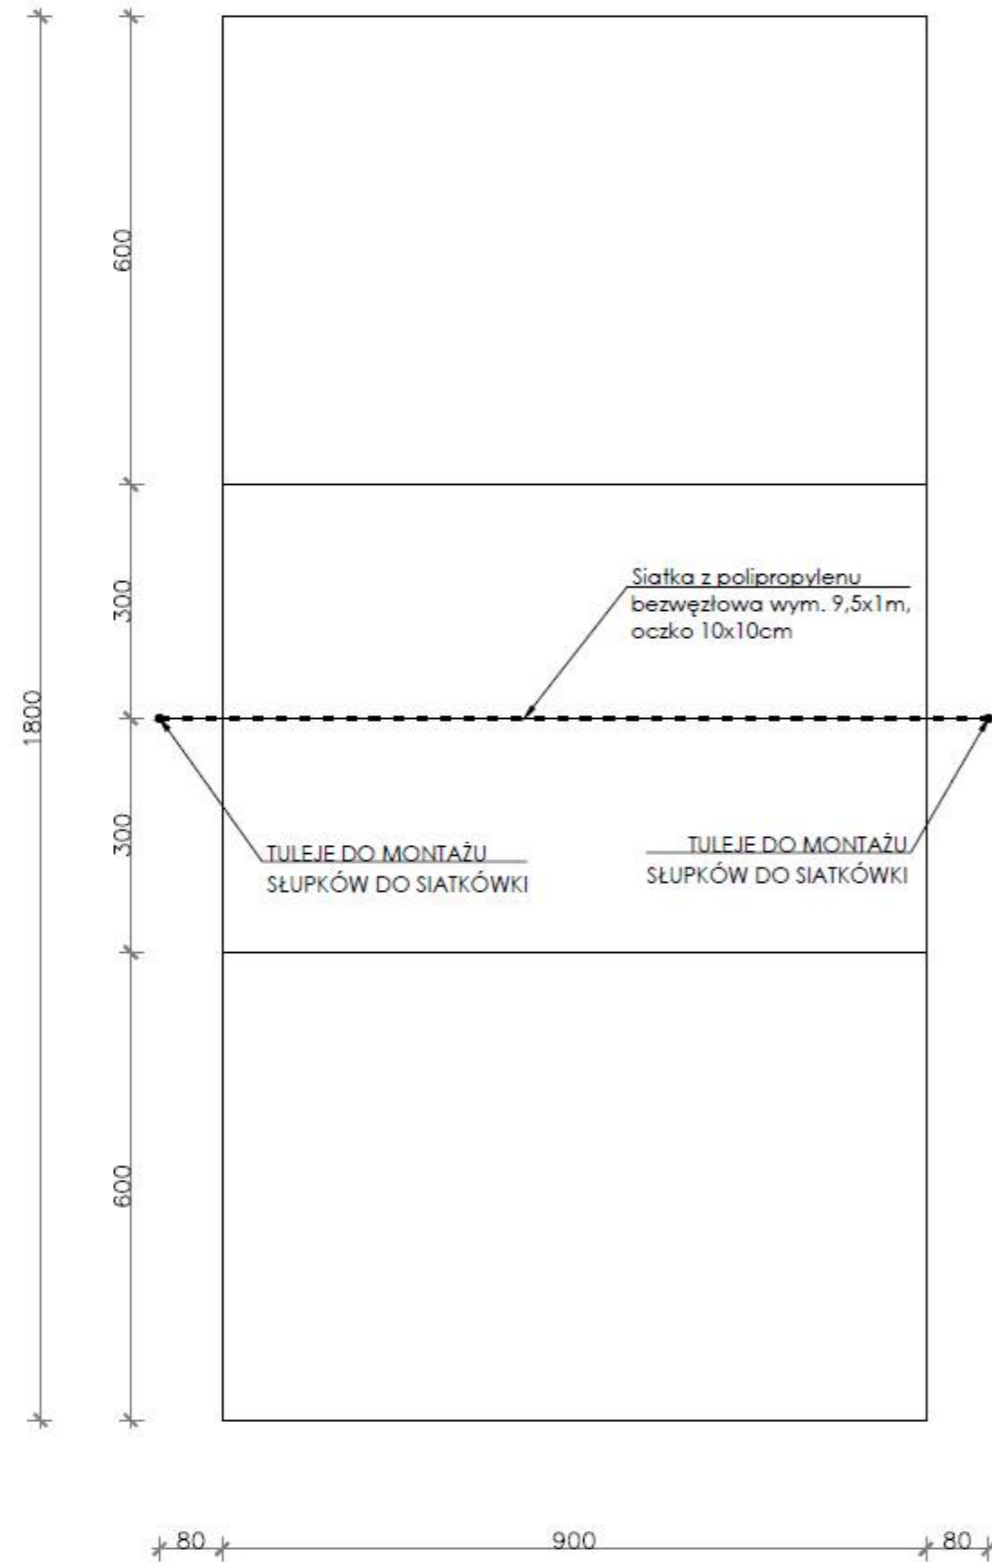 600
300
Siatka z polipropylenu
bezwęzłowa wym. 9,5x1m,
oczko 10x10cm
1800
300
TULEJE DO MONTAŻU
SŁUPKÓW DO SIATKÓWKI
TULEJE DO MONTAŻU
SŁUPKÓW DO SIATKÓWKI
600
80
900
80